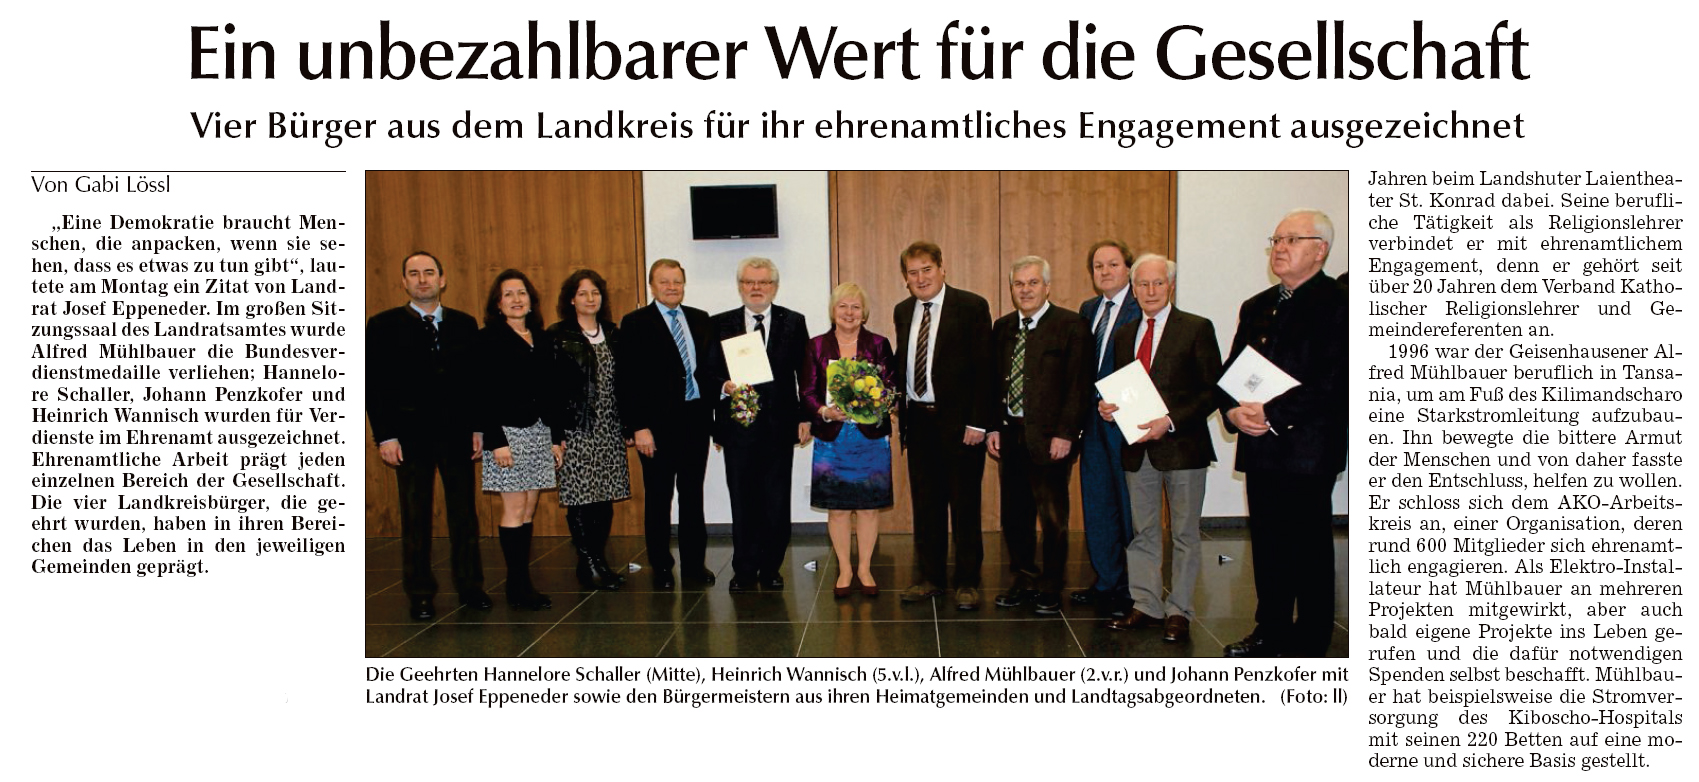 Ein unbezahlbarer Wert für die Gesellschaft
Vier Bürger aus dem Landkreis für ihr ehrenamtliches Engagement ausgezeichnet
Von Gabi Lössl
„Eine Demokratie braucht Men-
schen, die anpacken, wenn sie se-
hen, dass es etwas zu tun gibt“, lau-
tete am Montag ein Zitat von Land-
rat Josef Eppeneder. Im großen Sit-
zungssaal des Landratsamtes wurde
Alfred Mühlbauer die Bundesver-
dienstmedaille verliehen; Hannelo-
re Schaller, Johann Penzkofer und
Heinrich Wannisch wurden für Ver-
dienste im Ehrenamt ausgezeichnet.
Ehrenamtliche Arbeit prägt jeden
einzelnen Bereich der Gesellschaft.
Die vier Landkreisbürger, die ge-
ehrt wurden, haben in ihren Berei-
chen das Leben in den jeweiligen
Gemeinden geprägt.
Die Geehrten Hannelore Schaller (Mitte), Heinrich Wannisch (5.v.l.), Alfred Mühlbauer (2.v.r.) und Johann Penzkofer mit
Landrat Josef Eppeneder sowie den Bürgermeistern aus ihren Heimatgemeinden und Landtagsabgeordneten. (Foto: ll)
Jahren beim Landshuter Laienthea-
ter St. Konrad dabei. Seine berufli-
che Tätigkeit als Religionslehrer
verbindet er mit ehrenamtlichem
Engagement, denn er gehört seit
über 20 Jahren dem Verband Katho-
lischer Religionslehrer und Ge-
meindereferenten an.
1996 war der Geisenhausener Al-
fred Mühlbauer beruflich in Tansa-
nia, um am Fuß des Kilimandscharo
eine Starkstromleitung aufzubau-
en. Ihn bewegte die bittere Armut
der Menschen und von daher fasste
er den Entschluss, helfen zu wollen.
Er schloss sich dem AKO-Arbeits-
kreis an, einer Organisation, deren
rund 600 Mitglieder sich ehrenamt-
lich engagieren. Als Elektro-Instal-
lateur hat Mühlbauer an mehreren
Projekten mitgewirkt, aber auch
bald eigene Projekte ins Leben ge-
rufen und die dafür notwendigen
Spenden selbst beschafft. Mühlbau-
er hat beispielsweise die Stromver-
sorgung des Kiboscho-Hospitals
mit seinen 220 Betten auf eine mo-
derne und sichere Basis gestellt.